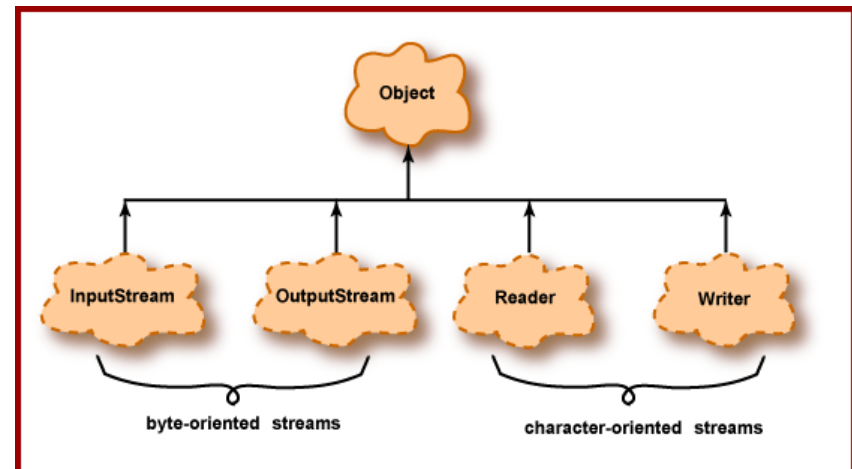 Object
InputStream
OutputStream
Reader
Writer
byte-oriented streams
character-oriented streams